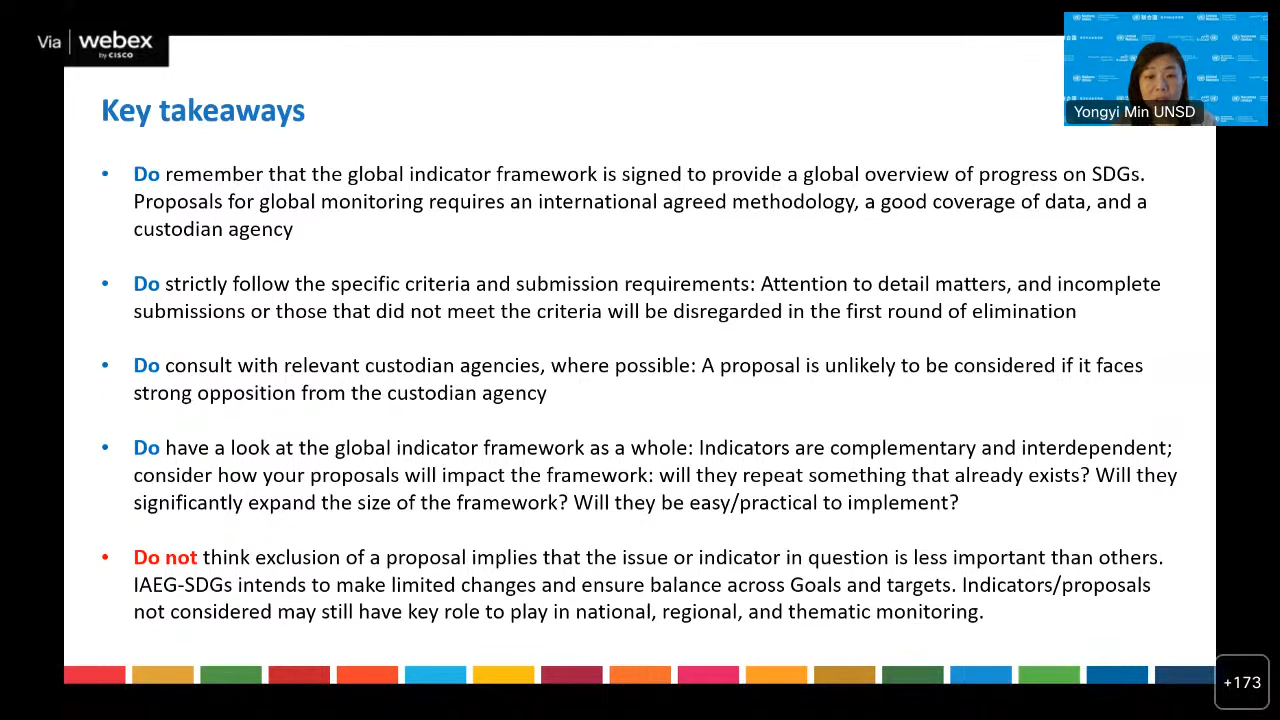 Via webex
by CISCO
Yongyi Min UNSD
Key takeaways
• Do remember that the global indicator framework is signed to provide a global overview of progress on SDGs.
Proposals for global monitoring requires an international agreed methodology, a good coverage of data, and a
custodian agency
• Do strictly follow the specific criteria and submission requirements: Attention to detail matters, and incomplete
submissions or those that did not meet the criteria will be disregarded in the first round of elimination
• Do consult with relevant custodian agencies, where possible: A proposal is unlikely to be considered if it faces
strong opposition from the custodian agency
• Do have a look at the global indicator framework as a whole: Indicators are complementary and interdependent;
consider how your proposals will impact the framework: will they repeat something that already exists? Will they
significantly expand the size of the framework? Will they be easy/practical to implement?
• Do not think exclusion of a proposal implies that the issue or indicator in question is less important than others.
IAEG-SDGs intends to make limited changes and ensure balance across Goals and targets. Indicators/proposals
not considered may still have key role to play in national, regional, and thematic monitoring.
+173